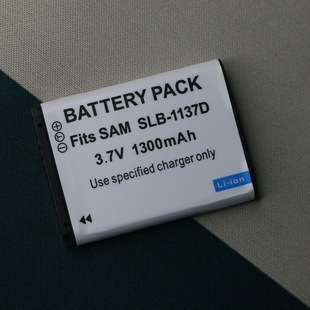 BATTERY PACK
Fits SAM SLB-1137D
3.7V 1300mAh
Use specified charger only
Li-ion